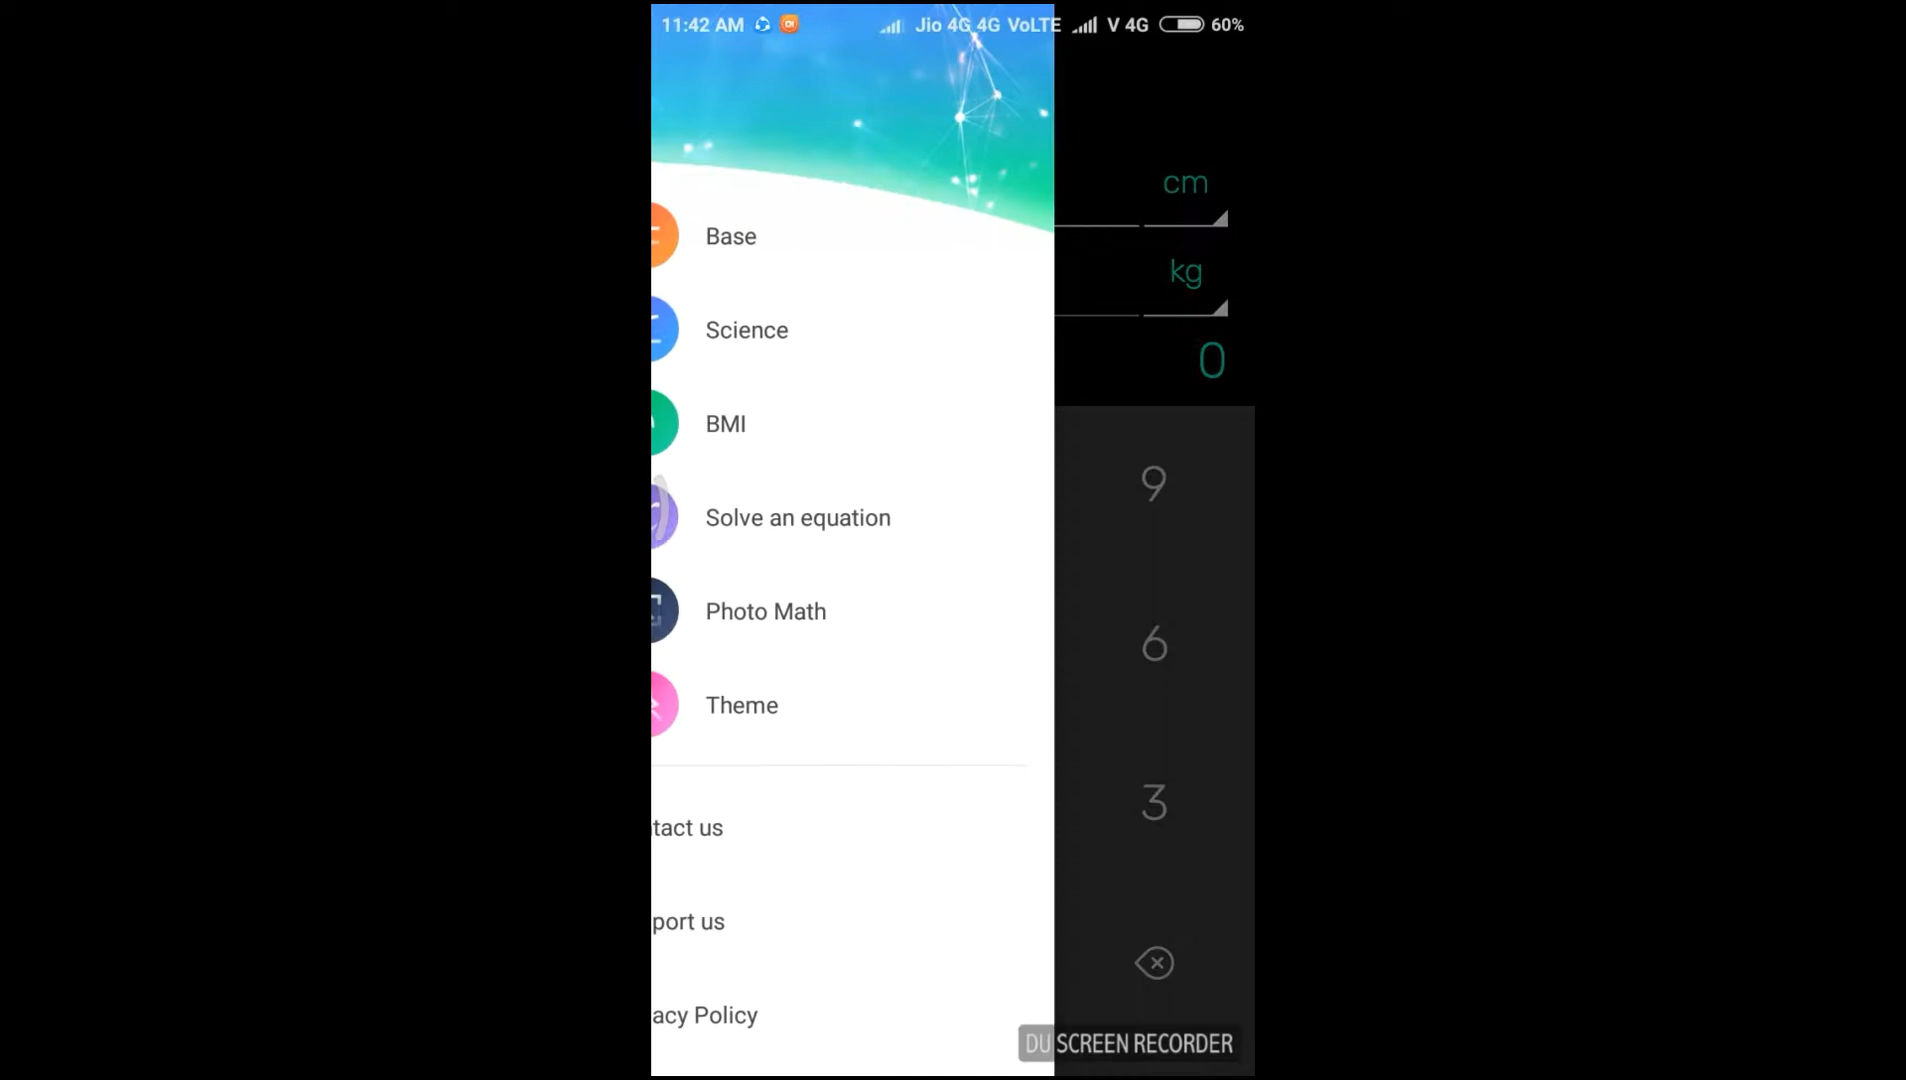 11:42 AM Jio 4G 4G VoLTE V 4G 60%
cm
Base
kg
Science
0
BMI
9
Solve an equation
Photo Math
6
Theme
3
tact us
port us
acy Policy
DU SCREEN RECORDER